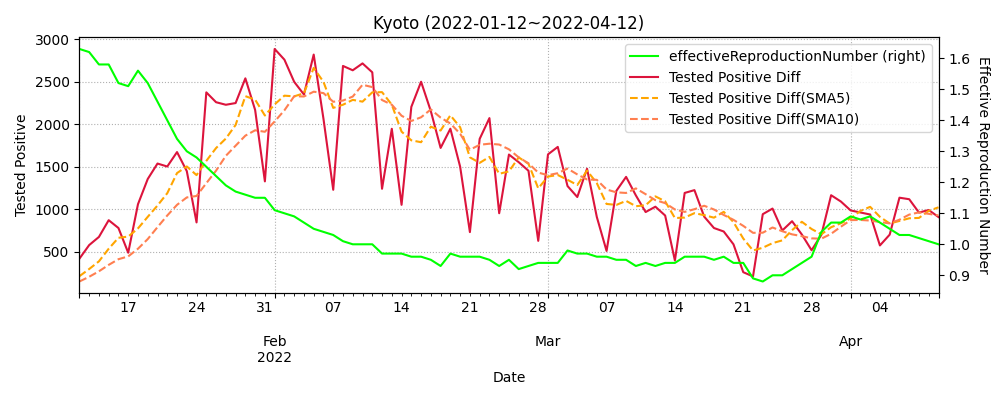 Kyoto (2022-01-12~2022-04-12)
effectiveReproductionNumber (right)
Tested Positive Diff
Tested Positive Diff(SMA5)
Tested Positive Diff(SMA10)
Tested Positive
3000
2500
2000
1500
1000
500
1.6
1.5
1.4
1.3
1.2
1.1
1.0
0.9
Effective Reproduction Number
17 24 31 07 14 21 28 07 14 21 28 04
Feb Mar Apr
2022
Date